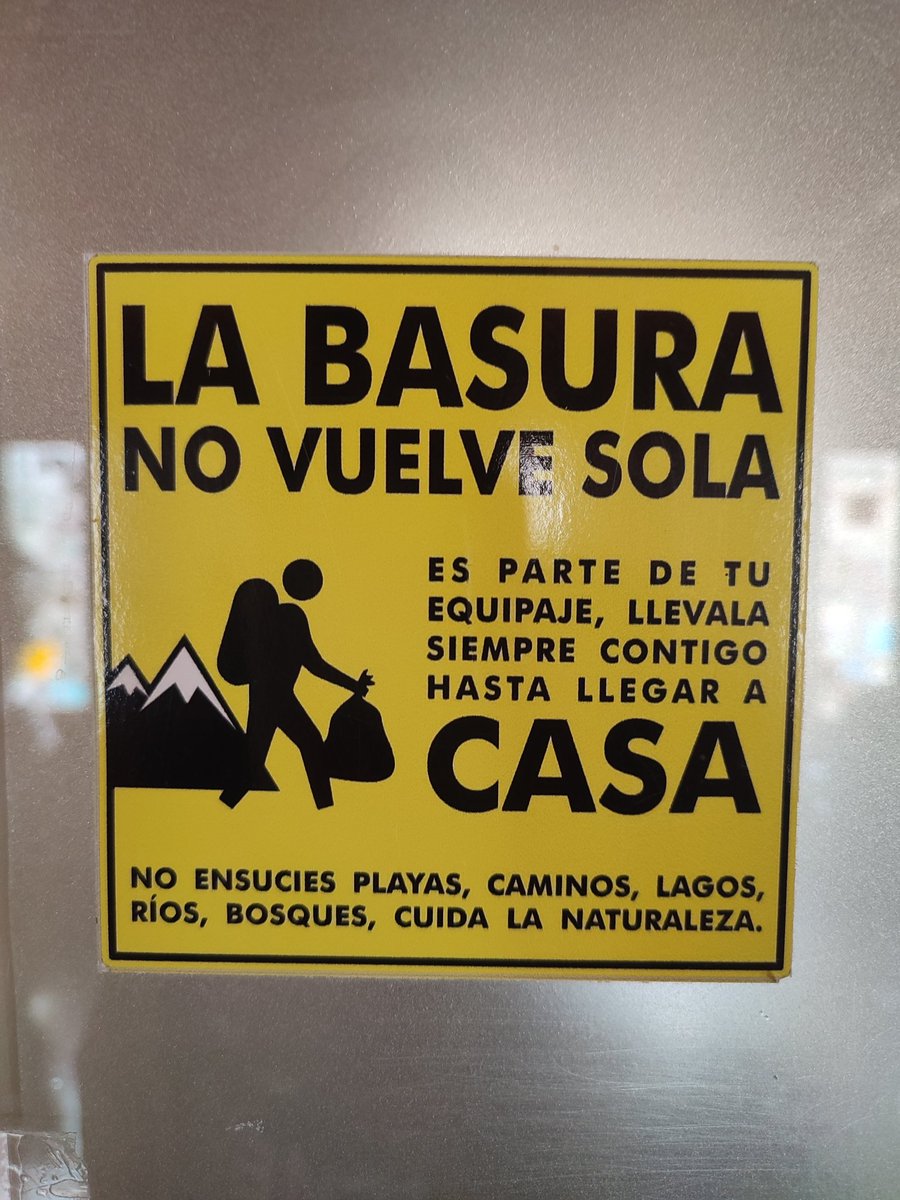 LA BASURA
NO VUELVE SOLA
ES PARTE DE TU
EQUIPAJE, LLEVALA
SIEMPRE CONTIGO
HASTA LLEGAR A
CASA
NO ENSUCIES PLAYAS, CAMINOS, LAGOS,
RÍOS, BOSQUES, CUIDA LA NATURALEZA.